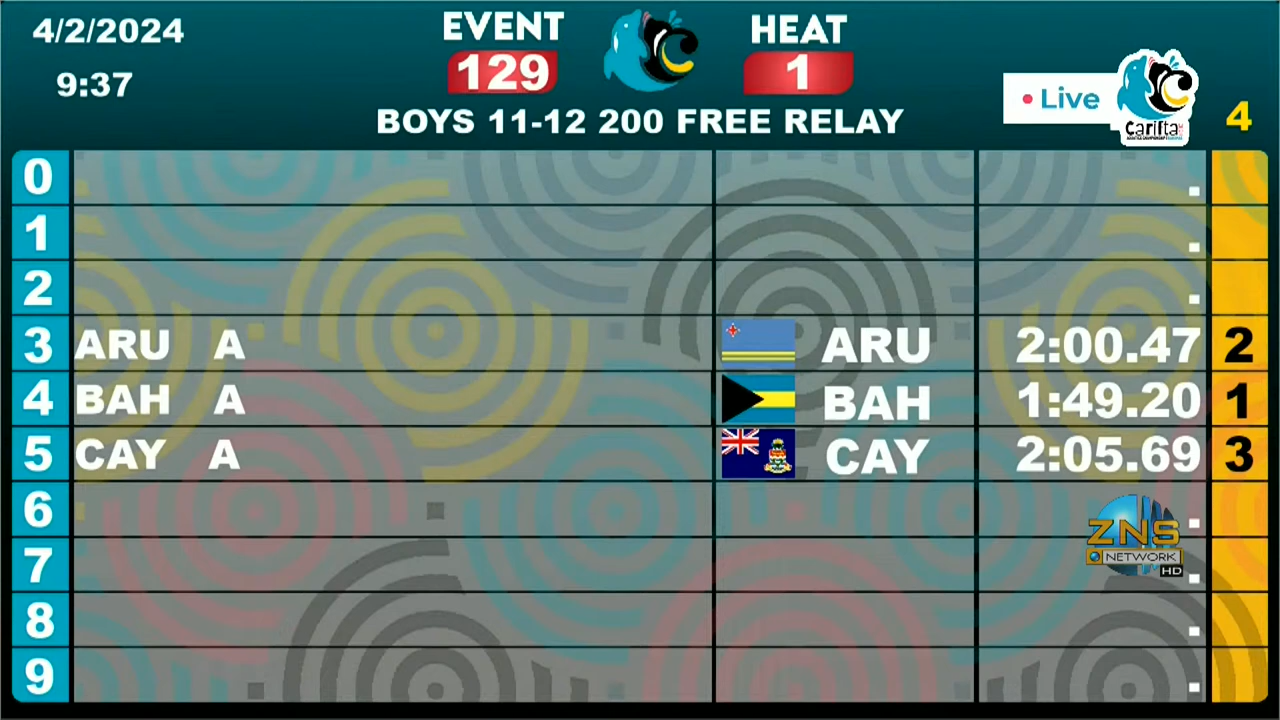 4/2/2024
EVENT
HEAT
9:37
129
1
Live
Carifta
4
BOYS 11-12 200 FREE RELAY
0 .
1 .
2 .
3 ARU A ARU 2:00.47 2
4 BAH A BAH 1:49.20 1
5 CAY A CAY 2:05.69 3
6 .
7 .
8 .
9 .
ZNS
NETWORK
HD